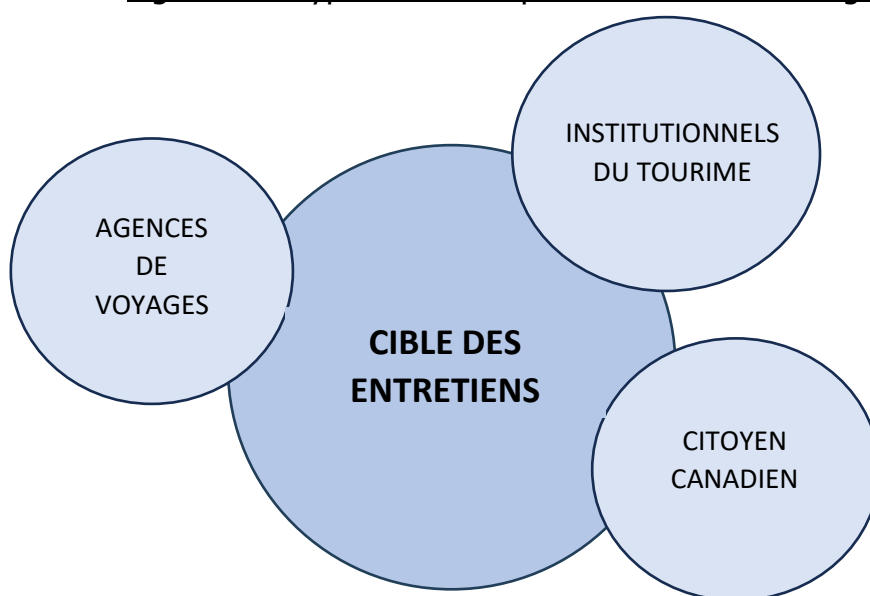 INSTITUTIONNELS
DU TOURIME
AGENCES
DE
VOYAGES
CIBLE DES
ENTRETIENS
CITOYEN
CANADIEN